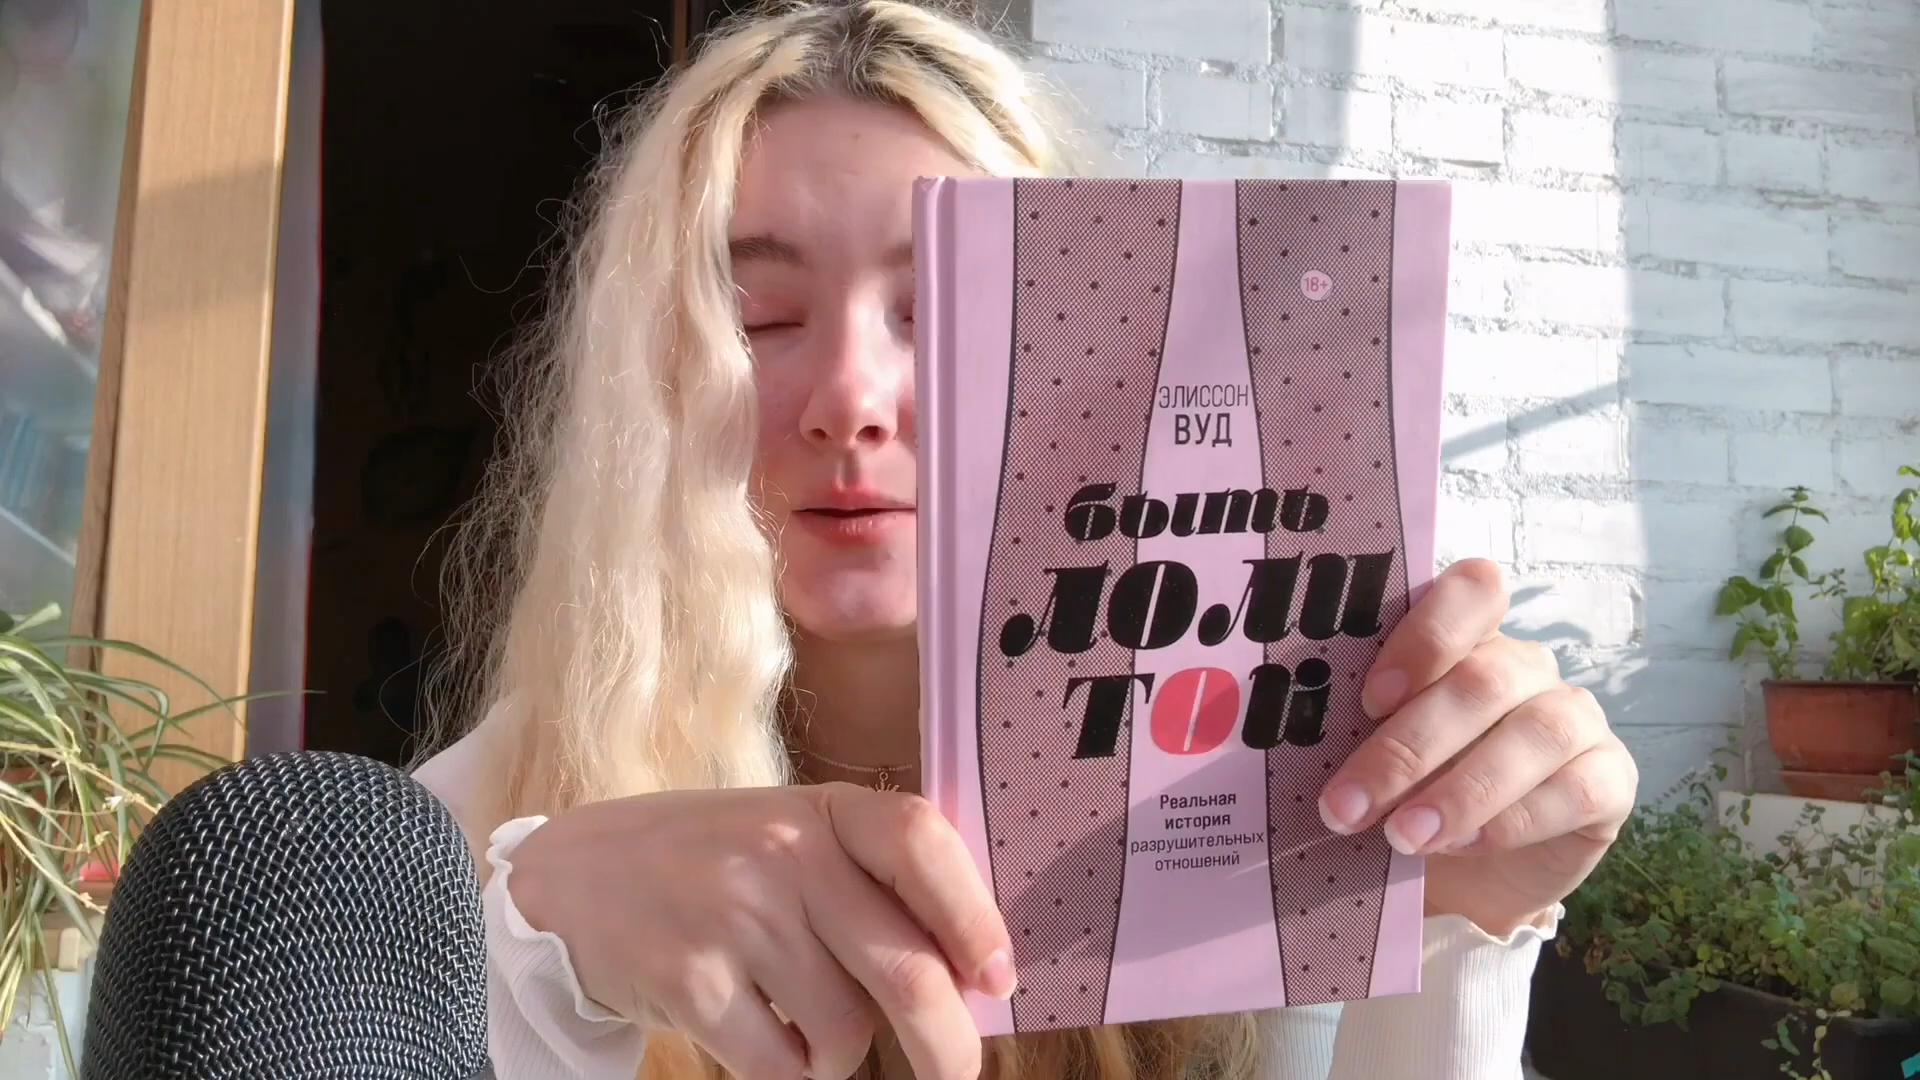 18+
ЭЛИССОН
ВУД
быть
ЛОЛИ
ТОЙ
Реальная
история
разрушительных
отношений